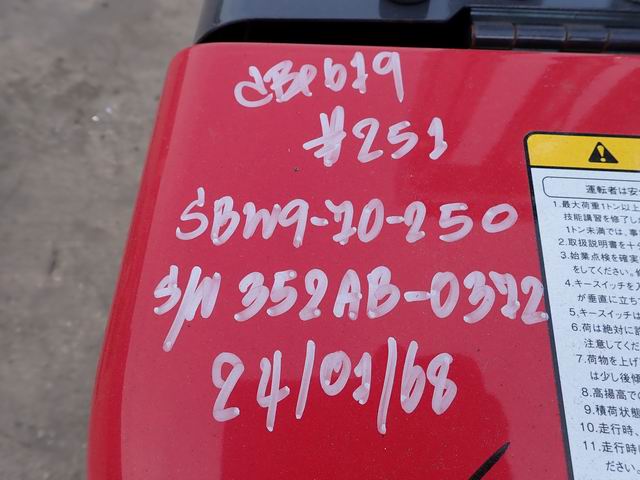 #251
SBW9-70-250
S/N 352AB-0372
24/01/68
運転者は安
1.最大荷重1トン以上
技能講習を修了し
1トン未満では、事
2.取扱説明書を十
3.始業点検を確実
をしてください。
4.キースイッチを入
が垂直に立ち
5.キースイッチは
6.荷は絶対に
注意してくだ
7.荷物を上げ
は少し後傾
8.高揚高での
9.積荷状態
10.走行時、
11.走行時
ださい。